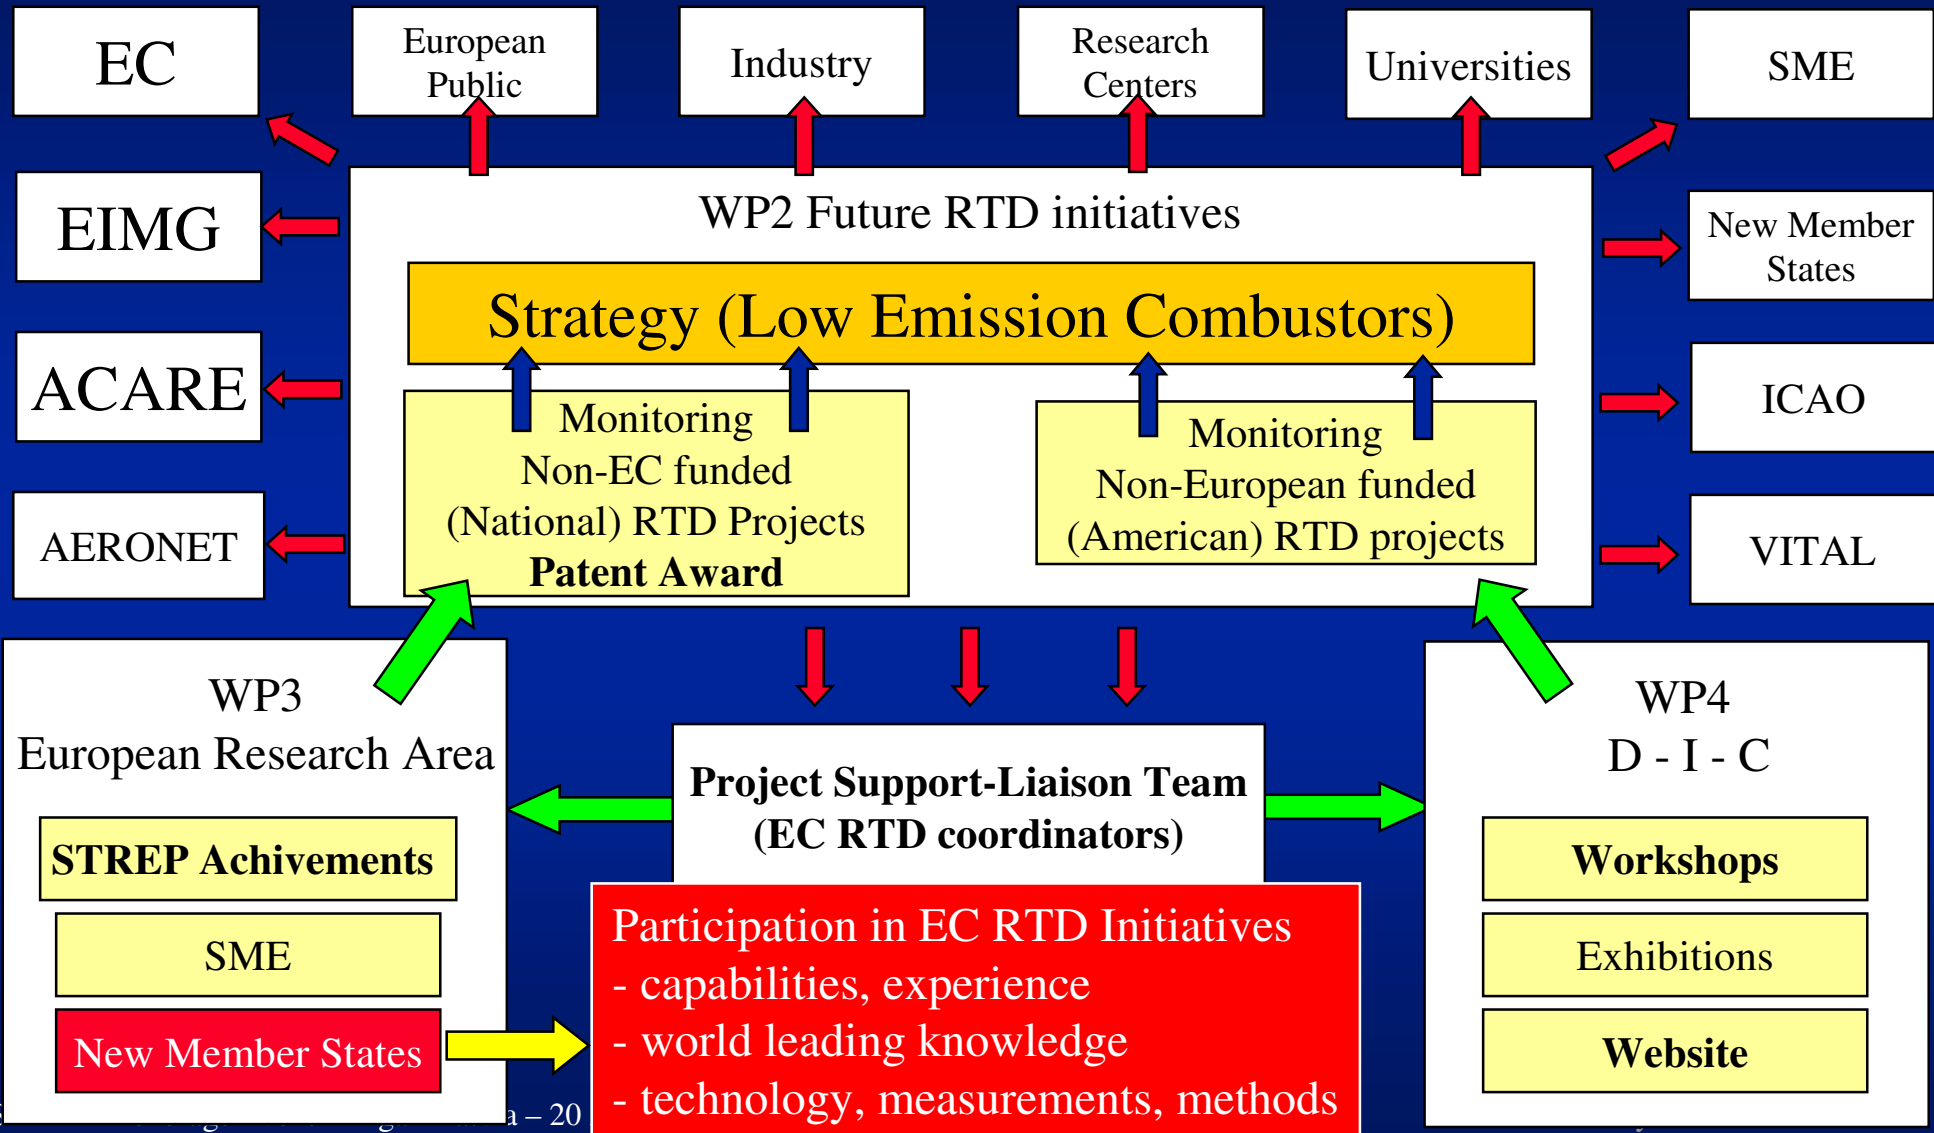 EC
European
Public
Industry
Research
Centers
Universities
SME
EIMG
ACARE
AERONET
WP2 Future RTD initiatives
Strategy (Low Emission Combustors)
Monitoring
Non-EC funded
(National) RTD Projects
Patent Award
Monitoring
Non-European funded
(American) RTD projects
New Member
States
ICAO
VITAL
WP3
European Research Area
STREP Achivements
SME
New Member States
Project Support-Liaison Team
(EC RTD coordinators)
Participation in EC RTD Initiatives
- capabilities, experience
- world leading knowledge
- technology, measurements, methods
WP4
D - I - C
Workshops
Exhibitions
Website
– 20